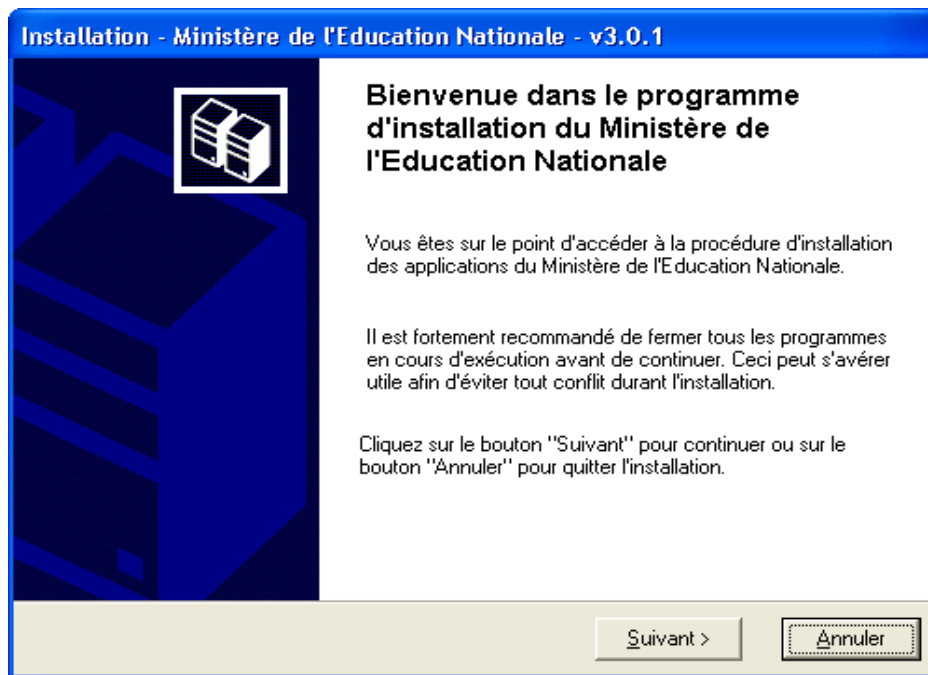 Installation - Ministère de l'Education Nationale - v3.0.1
Bienvenue dans le programme
d'installation du Ministère de
l'Education Nationale
Vous êtes sur le point d'accéder à la procédure d'installation
des applications du Ministère de l'Education Nationale.
Il est fortement recommandé de fermer tous les programmes
en cours d'exécution avant de continuer. Ceci peut s'avérer
utile afin d'éviter tout conflit durant l'installation.
Cliquez sur le bouton "Suivant" pour continuer ou sur le
bouton "Annuler" pour quitter l'installation.
Suivant > Annuler